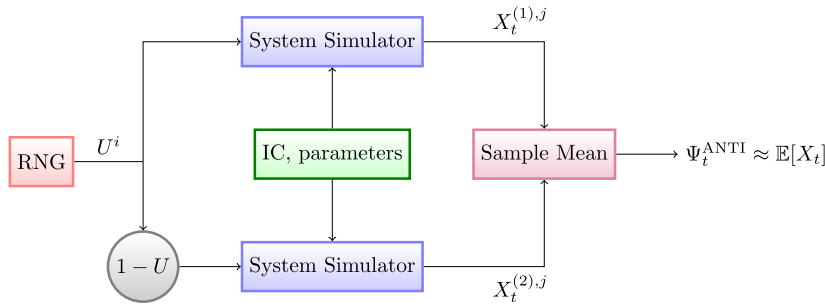 System Simulator
X_t^{(1),j}
RNG
U^i
IC, parameters
Sample Mean
Ψ_t^{ANTI} ≈ 𝔼[X_t]
1 − U
System Simulator
X_t^{(2),j}